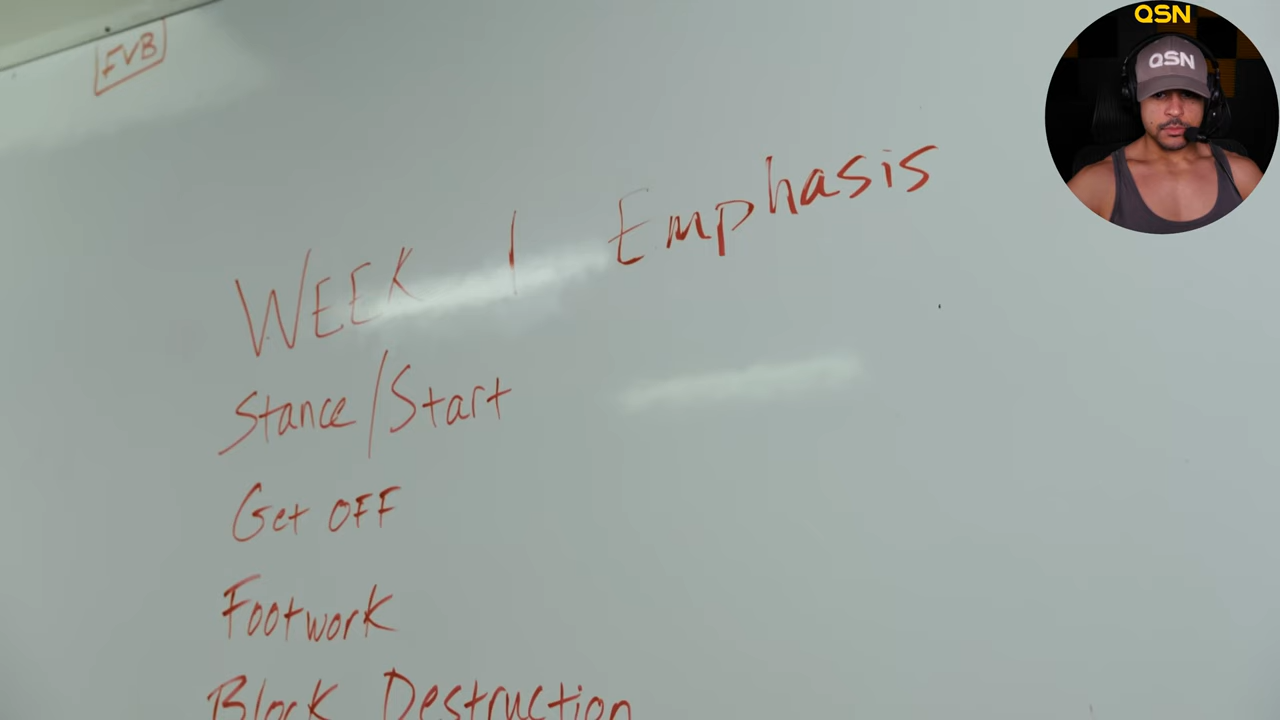 QSN
QSN
FVB
WEEK 1 Emphasis
Stance/Start
Get OFF
Footwork
Block Destruction